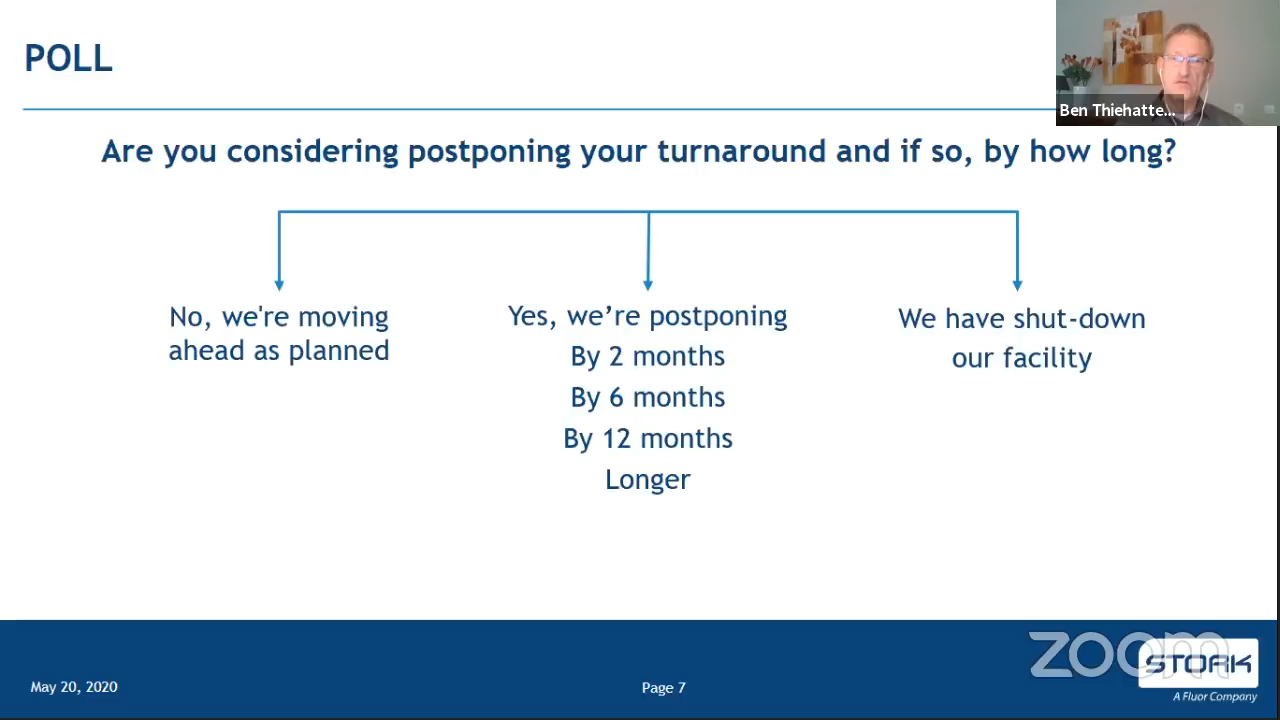 POLL
Ben Thiehatte...
Are you considering postponing your turnaround and if so, by how long?
No, we're moving
ahead as planned
Yes, we’re postponing
By 2 months
By 6 months
By 12 months
Longer
We have shut-down
our facility
May 20, 2020
Page 7
zoom
STORK
A Fluor Company